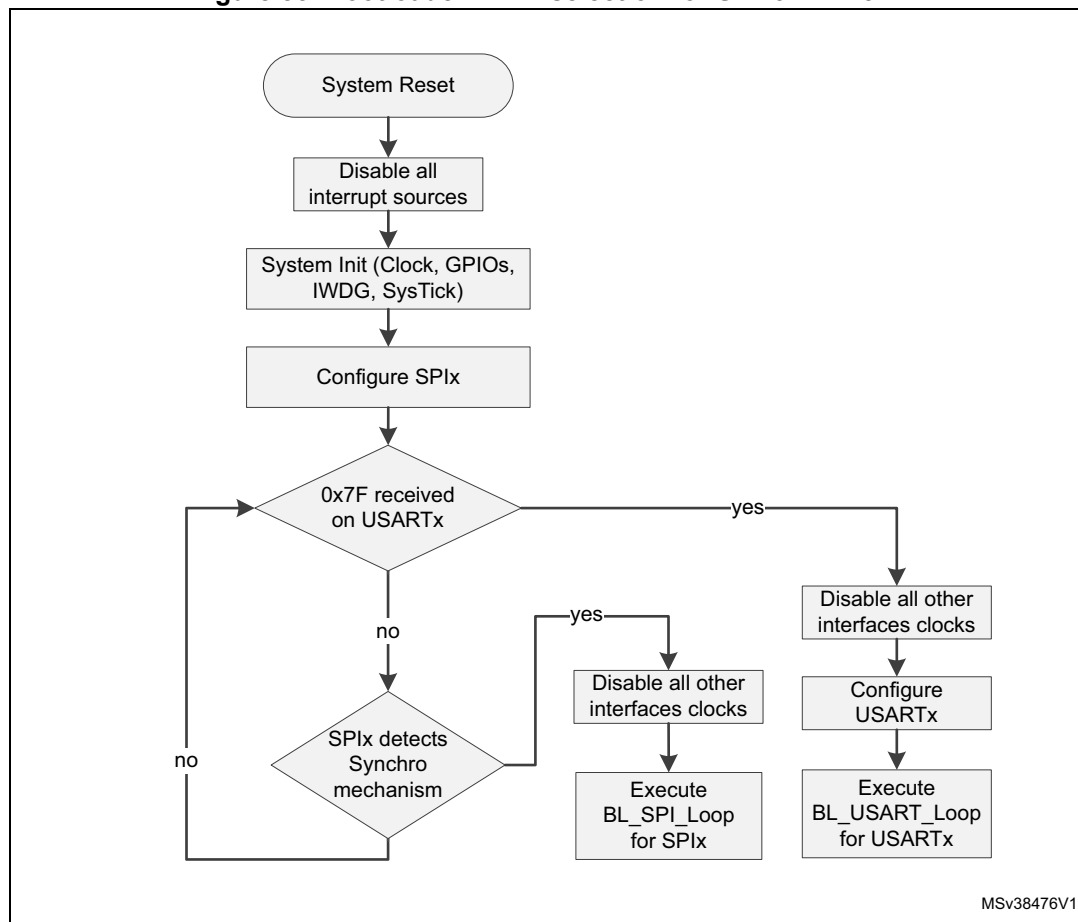 System Reset
Disable all
interrupt sources
System Init (Clock, GPIOs,
IWDG, SysTick)
Configure SPIx
0x7F received
on USARTx
yes
Disable all other
interfaces clocks
no
yes
Disable all other
interfaces clocks
Configure
USARTx
SPIx detects
Synchro
mechanism
no
Execute
BL_SPI_Loop
for SPIx
Execute
BL_USART_Loop
for USARTx
MSv38476V1